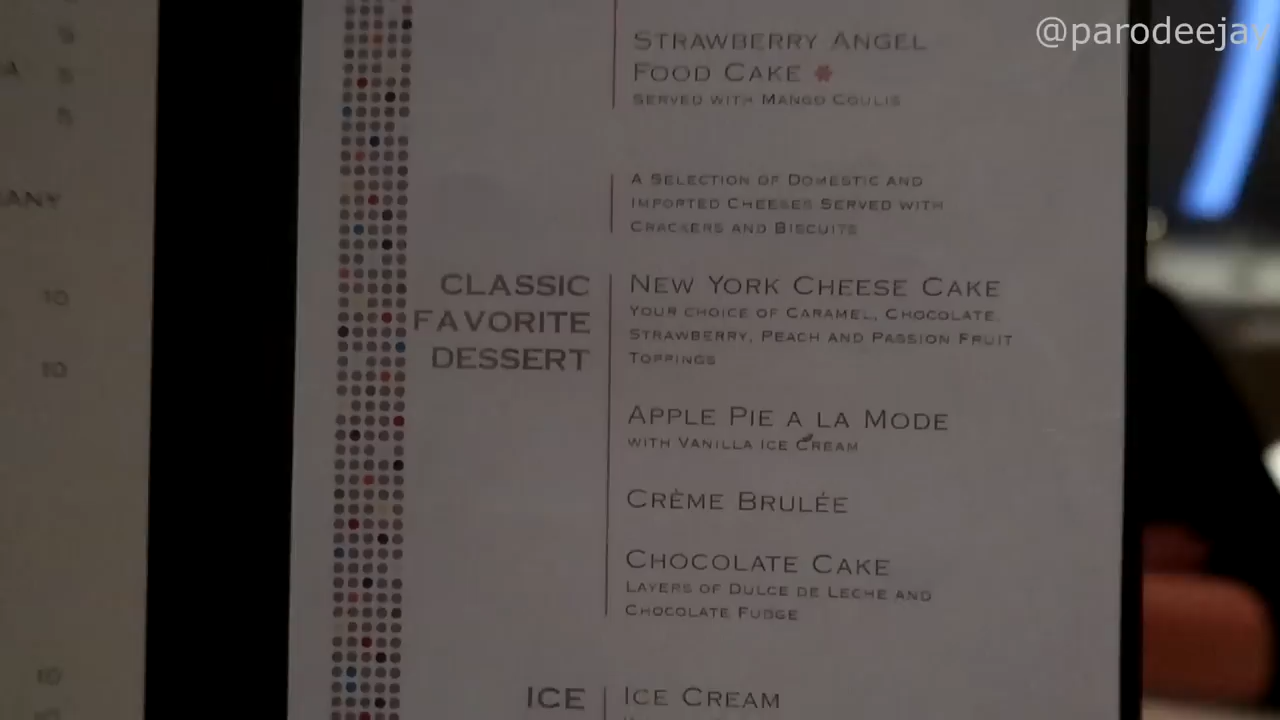 @parodeejay
STRAWBERRY ANGEL
FOOD CAKE
SERVED WITH MANGO COULIS
A SELECTION OF DOMESTIC AND
IMPORTED CHEESES SERVED WITH
CRACKERS AND BISCUITS
CLASSIC
FAVORITE
DESSERT
NEW YORK CHEESE CAKE
YOUR CHOICE OF CARAMEL, CHOCOLATE,
STRAWBERRY, PEACH AND PASSION FRUIT
TOPPINGS
APPLE PIE A LA MODE
WITH VANILLA ICE CREAM
CRÈME BRULÉE
CHOCOLATE CAKE
LAYERS OF DULCE DE LECHE AND
CHOCOLATE FUDGE
ICE
ICE CREAM
10
10
10